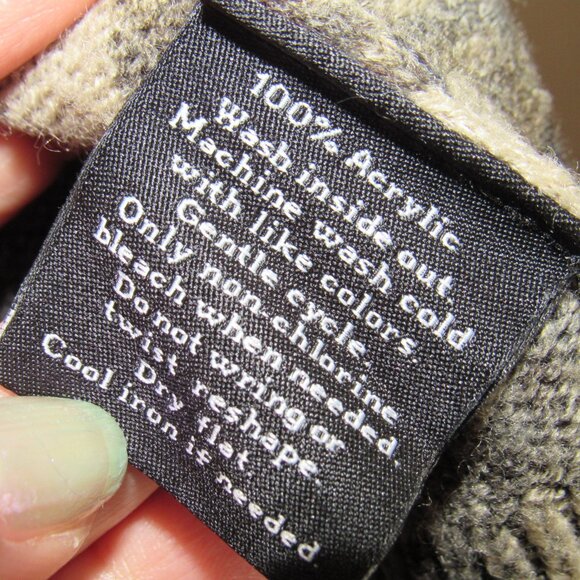 100% Acrylic
Wash inside out.
Machine wash cold
with like colors.
Gentle cycle.
Only non-chlorine
bleach when needed.
Do not wring or
twist reshape.
Dry flat
Cool iron is needed.